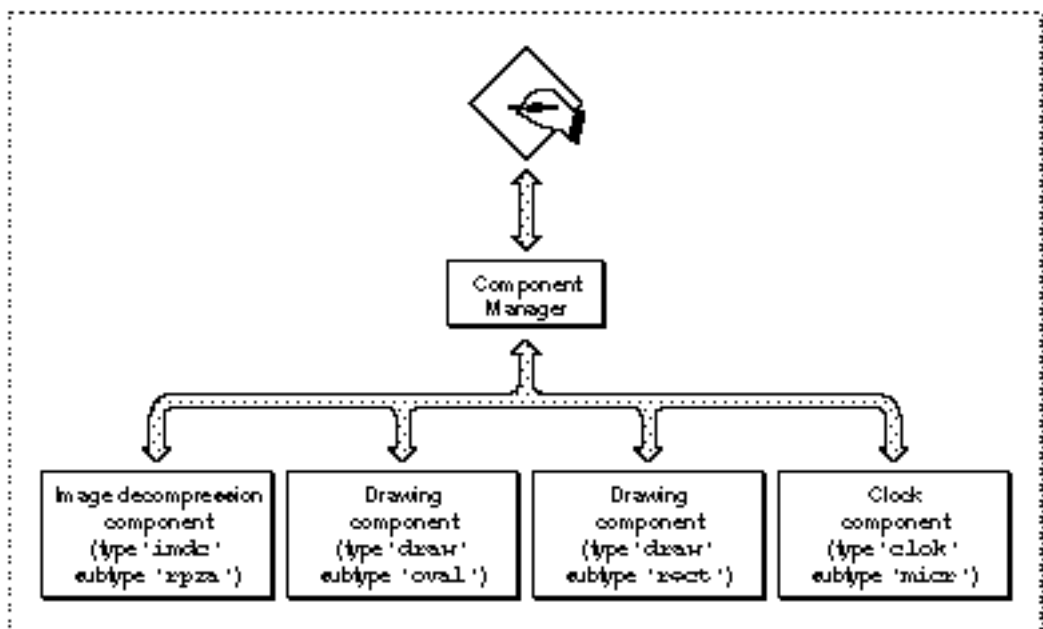 Component
Manager
Image decompression
component
(type 'imdc'
subtype 'rpza')
Drawing
component
(type 'draw'
subtype 'oval')
Drawing
component
(type 'draw'
subtype 'rect')
Clock
component
(type 'clok'
subtype 'micr')